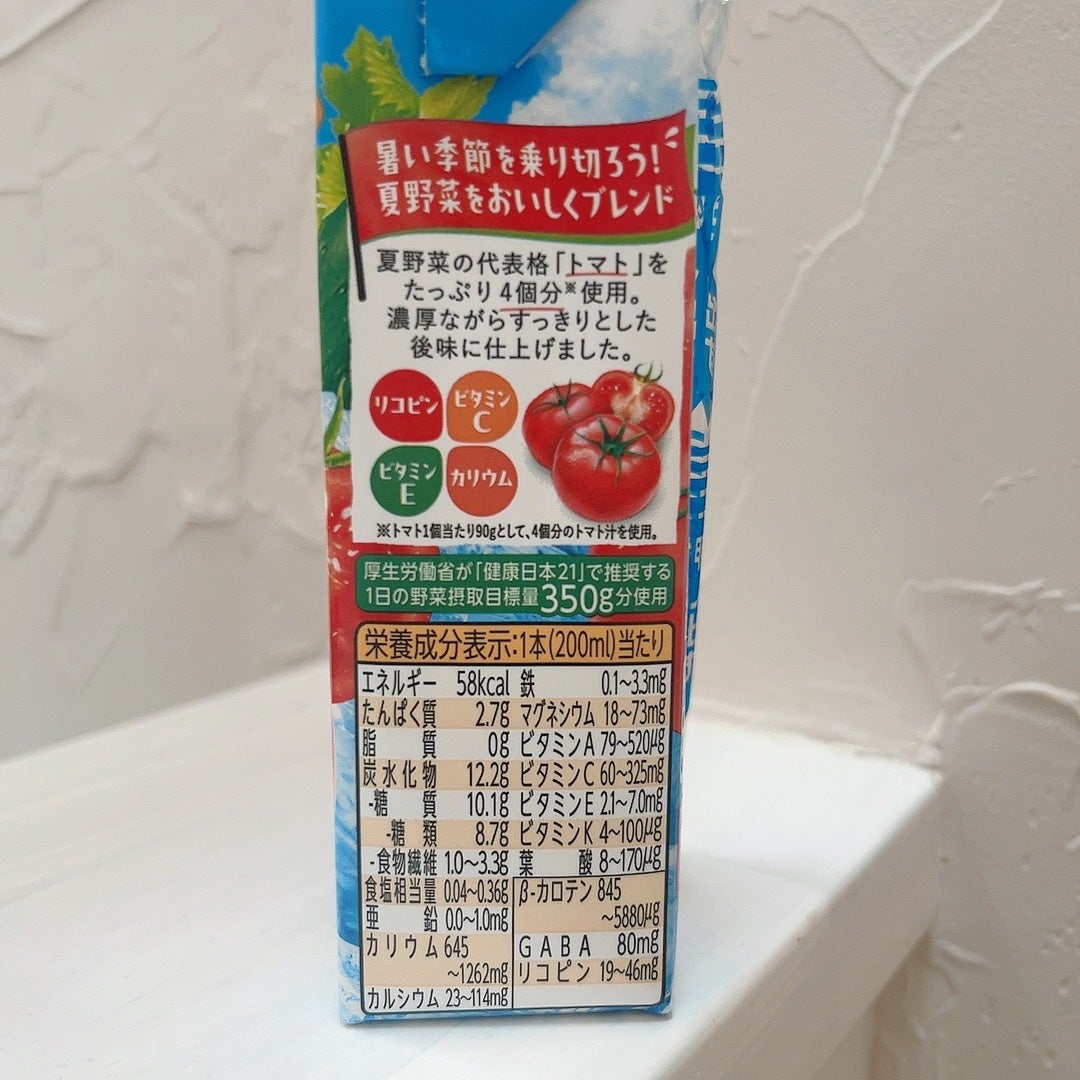 暑い季節を乗り切ろう!
夏野菜をおいしくブレンド
夏野菜の代表格「トマト」を
たっぷり4個分※使用。
濃厚ながらすっきりとした
後味に仕上げました。
リコピン
ビタミン
C
ビタミン
E
カリウム
※トマト1個当たり90gとして、4個分のトマト汁を使用。
厚生労働省が「健康日本21」で推奨する
1日の野菜摂取目標量350g分使用
栄養成分表示:1本(200ml)当たり
エネルギー 58kcal
たんぱく質 2.7g
脂質 0g
炭水化物 12.2g
-糖質 10.1g
-糖類 8.7g
-食物繊維 1.0~3.3g
食塩相当量 0.04~0.36g
亜鉛 0.0~1.0mg
カリウム 645
~1262mg
カルシウム 23~114mg
鉄 0.1~3.3mg
マグネシウム 18~73mg
ビタミンA 79~520μg
ビタミンC 60~325mg
ビタミンE 2.1~7.0mg
ビタミンK 4~100μg
葉酸 8~170μg
β-カロテン 845
~5880μg
GABA 80mg
リコピン 19~46mg